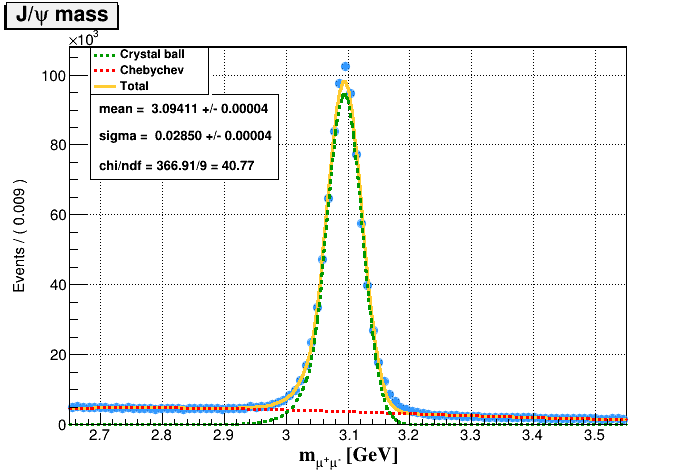 J/ψ mass
×10³
Crystal ball
Chebychev
Total
mean = 3.09411 +/- 0.00004
sigma = 0.02850 +/- 0.00004
chi/ndf = 366.91/9 = 40.77
Events / ( 0.009 )
100
80
60
40
20
0
2.7 2.8 2.9 3 3.1 3.2 3.3 3.4 3.5
m_μ⁺μ⁻ [GeV]